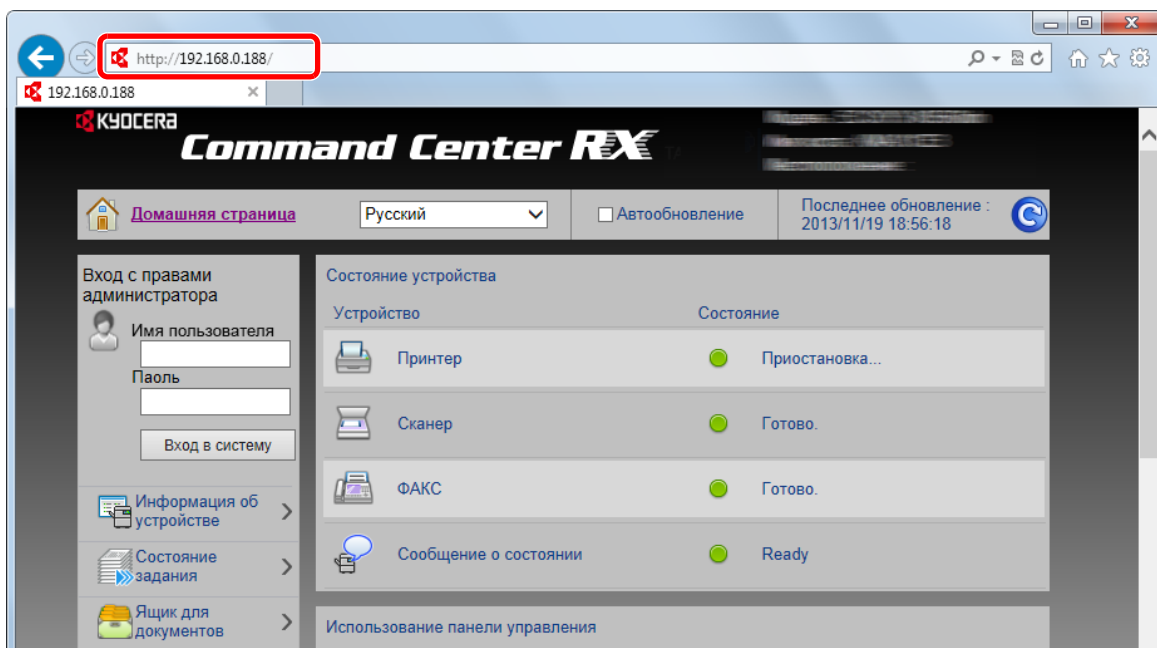 http://192.168.0.188/
192.168.0.188
KYOCERA
Command Center RX
Домашняя страница
Русский
Автообновление
Последнее обновление :
2013/11/19 18:56:18
Вход с правами
администратора
Имя пользователя
Паоль
Вход в систему
Информация об
устройстве
Состояние
задания
Ящик для
документов
Состояние устройства
Устройство Состояние
Принтер Приостановка...
Сканер Готово.
ФАКС Готово.
Сообщение о состоянии Ready
Использование панели управления